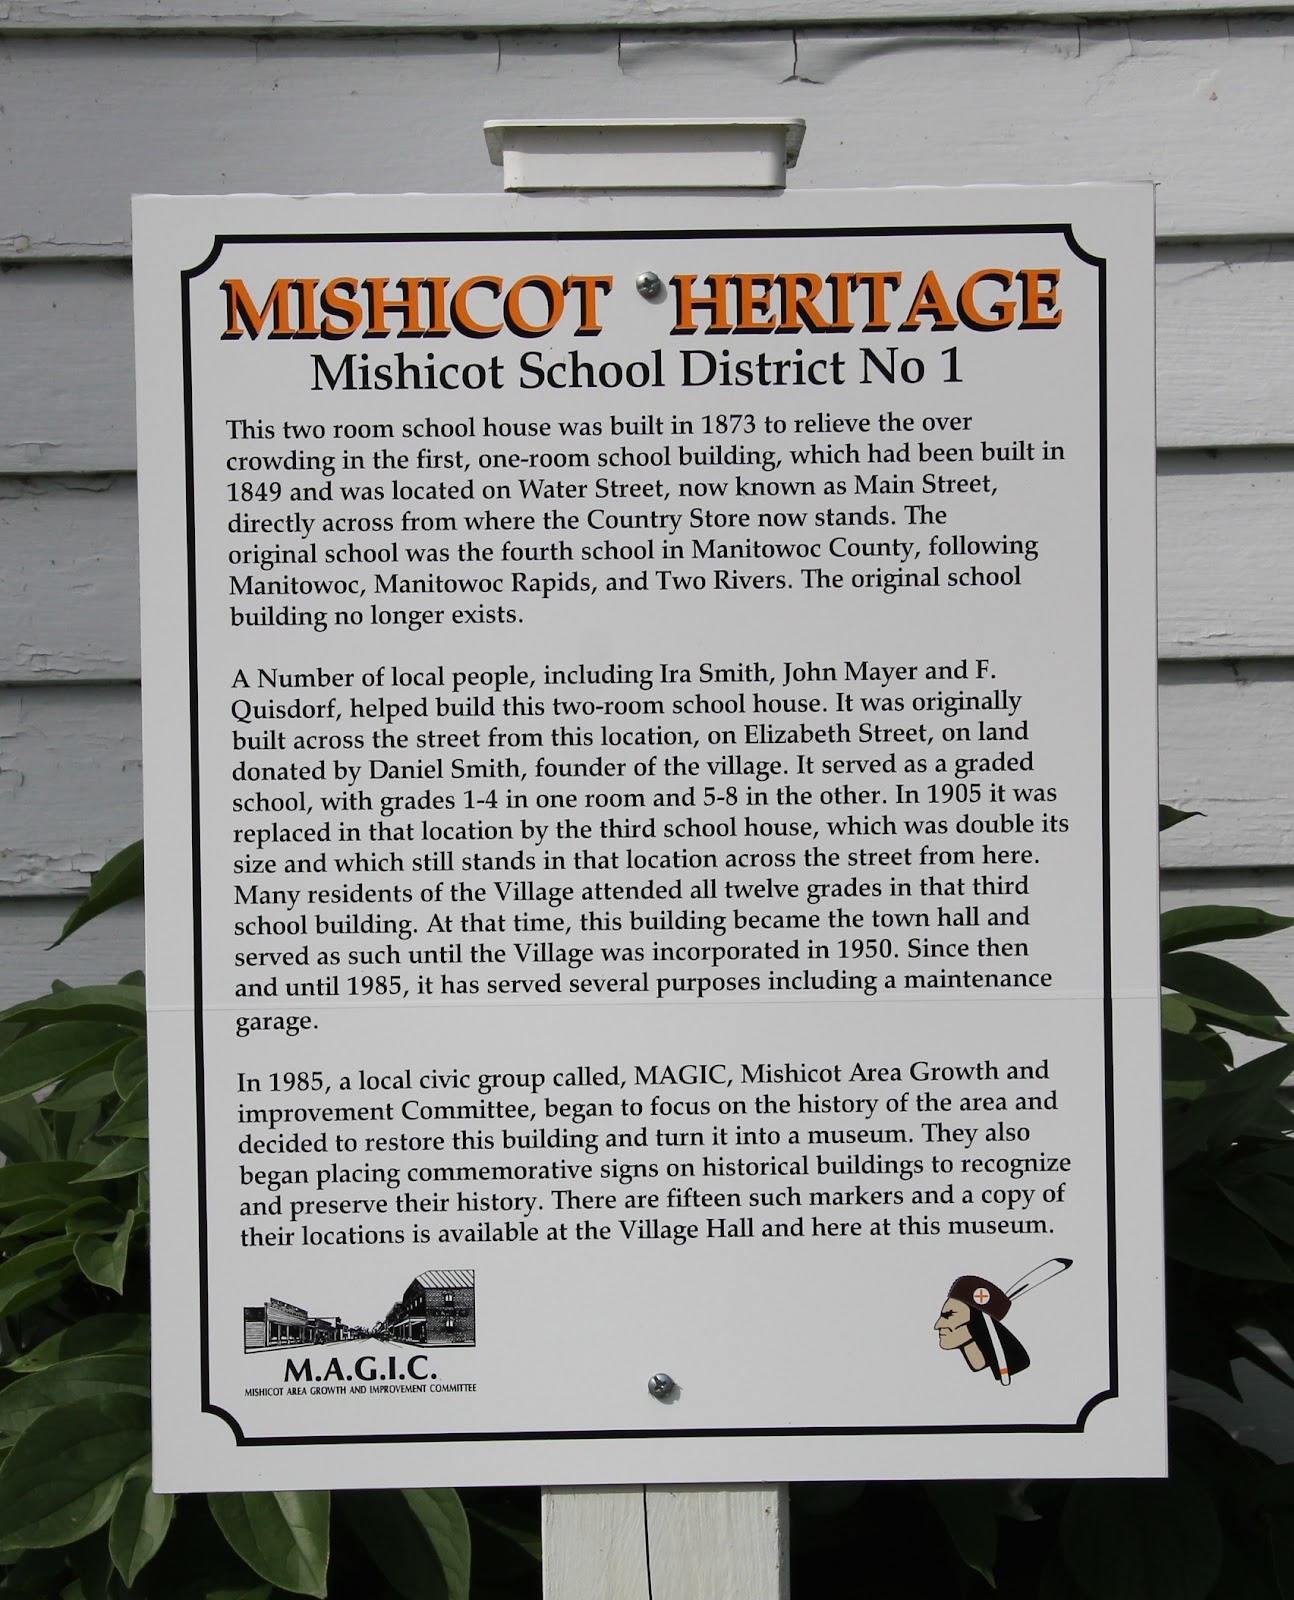 MISHICOT HERITAGE
Mishicot School District No 1
This two room school house was built in 1873 to relieve the over
crowding in the first, one-room school building, which had been built in
1849 and was located on Water Street, now known as Main Street,
directly across from where the Country Store now stands. The
original school was the fourth school in Manitowoc County, following
Manitowoc, Manitowoc Rapids, and Two Rivers. The original school
building no longer exists.
A Number of local people, including Ira Smith, John Mayer and F.
Quisdorf, helped build this two-room school house. It was originally
built across the street from this location, on Elizabeth Street, on land
donated by Daniel Smith, founder of the village. It served as a graded
school, with grades 1-4 in one room and 5-8 in the other. In 1905 it was
replaced in that location by the third school house, which was double its
size and which still stands in that location across the street from here.
Many residents of the Village attended all twelve grades in that third
school building. At that time, this building became the town hall and
served as such until the Village was incorporated in 1950. Since then
and until 1985, it has served several purposes including a maintenance
garage.
In 1985, a local civic group called, MAGIC, Mishicot Area Growth and
improvement Committee, began to focus on the history of the area and
decided to restore this building and turn it into a museum. They also
began placing commemorative signs on historical buildings to recognize
and preserve their history. There are fifteen such markers and a copy of
their locations is available at the Village Hall and here at this museum.
M.A.G.I.C.
MISHICOT AREA GROWTH AND IMPROVEMENT COMMITTEE